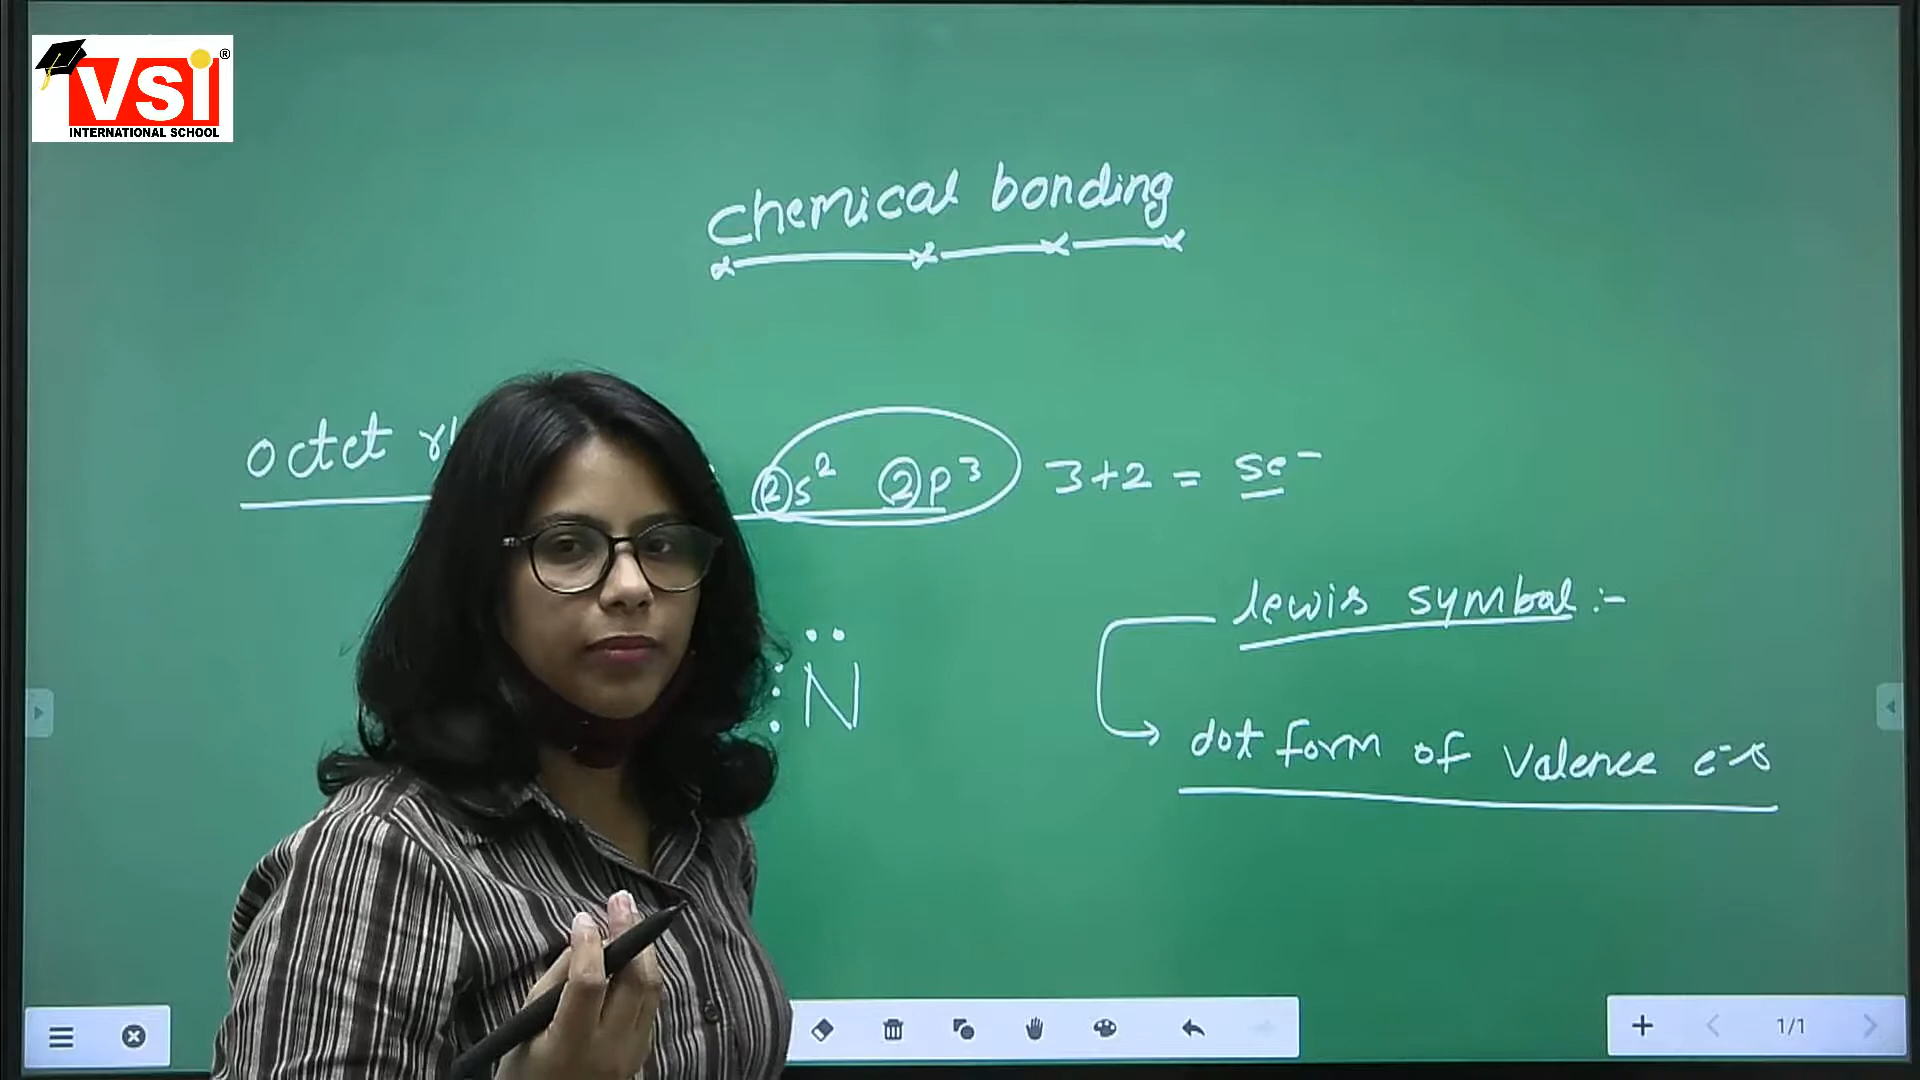 VSI®
INTERNATIONAL SCHOOL
Chemical bonding
octet
2s² 2p³ 3+2 = 5e⁻
lewis symbol :-
N
dot form of valence e⁻s
1/1